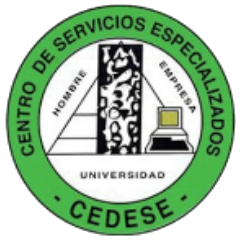 CENTRO DE SERVICIOS ESPECIALIZADOS
HOMBRE
EMPRESA
UNIVERSIDAD
- CEDESE -